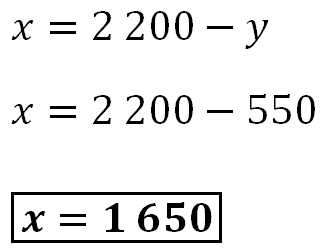 x = 2 200 − y
x = 2 200 − 550
x = 1 650